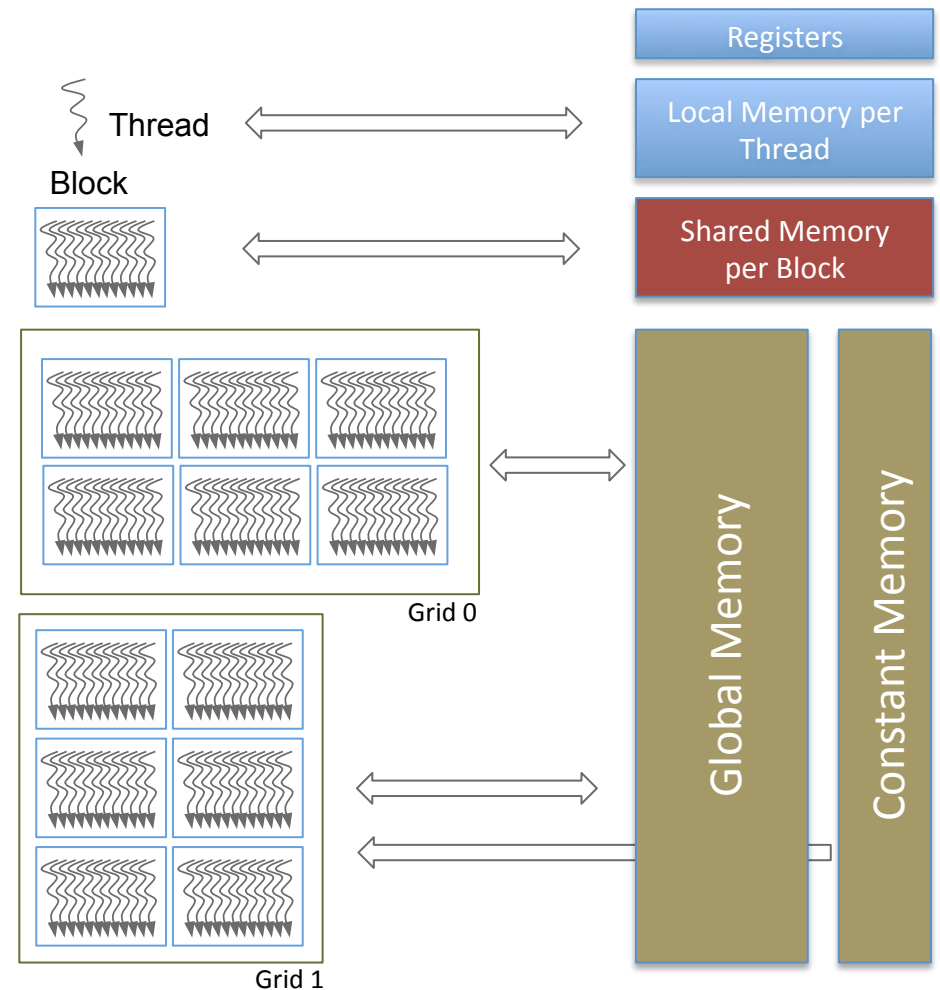 Registers
Thread
Local Memory per
Thread
Block
Shared Memory
per Block
Global Memory
Constant Memory
Grid 0
Grid 1